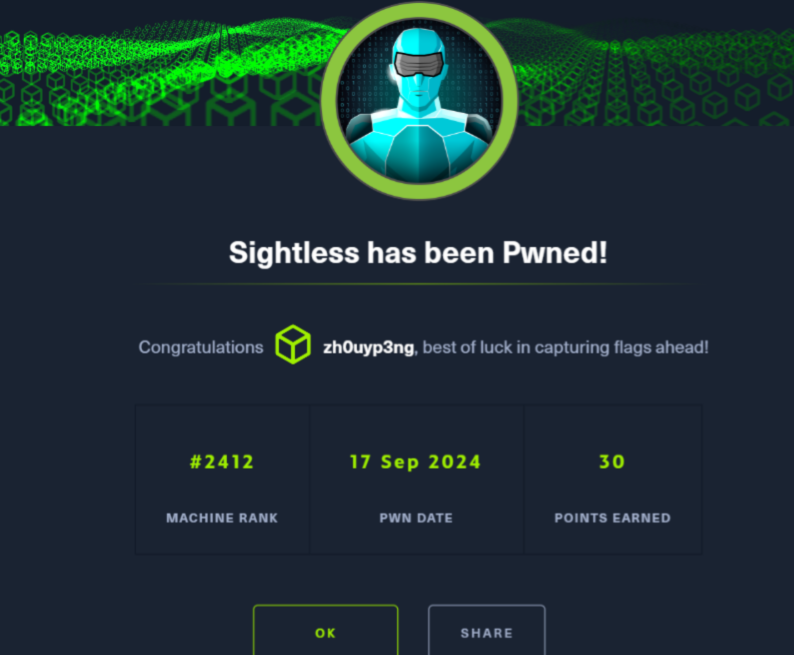 Sightless has been Pwned!
Congratulations zh0uyp3ng, best of luck in capturing flags ahead!
#2412 17 Sep 2024 30
MACHINE RANK PWN DATE POINTS EARNED
OK SHARE